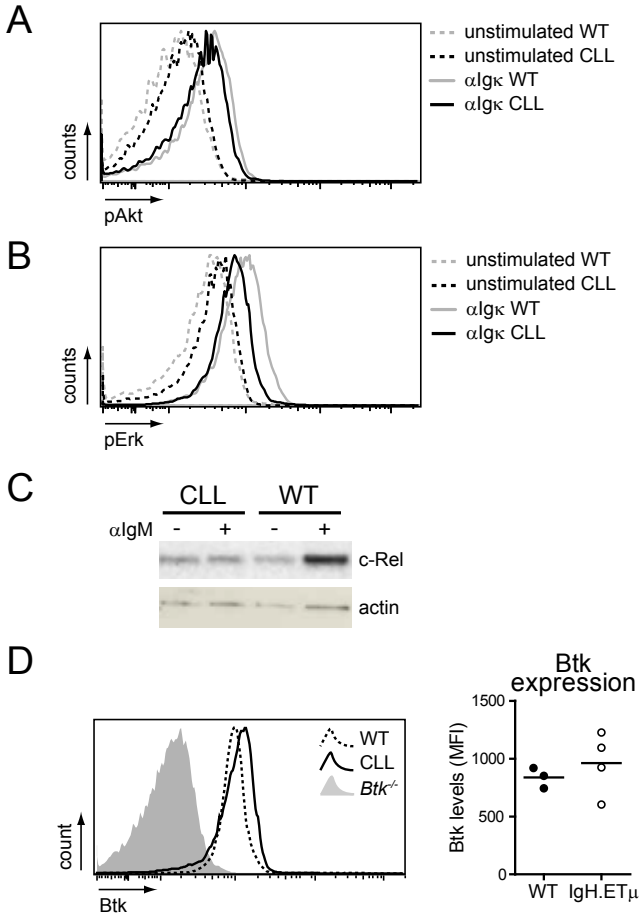 A
unstimulated WT
unstimulated CLL
αIgκ WT
αIgκ CLL
counts
pAkt
B
unstimulated WT
unstimulated CLL
αIgκ WT
αIgκ CLL
counts
pErk
C
CLL WT
αIgM - + - +
c-Rel
actin
D
WT
CLL
Btk-/-
count
Btk
Btk
expression
1500
1000
500
0
Btk levels (MFI)
WT IgH.ETμ